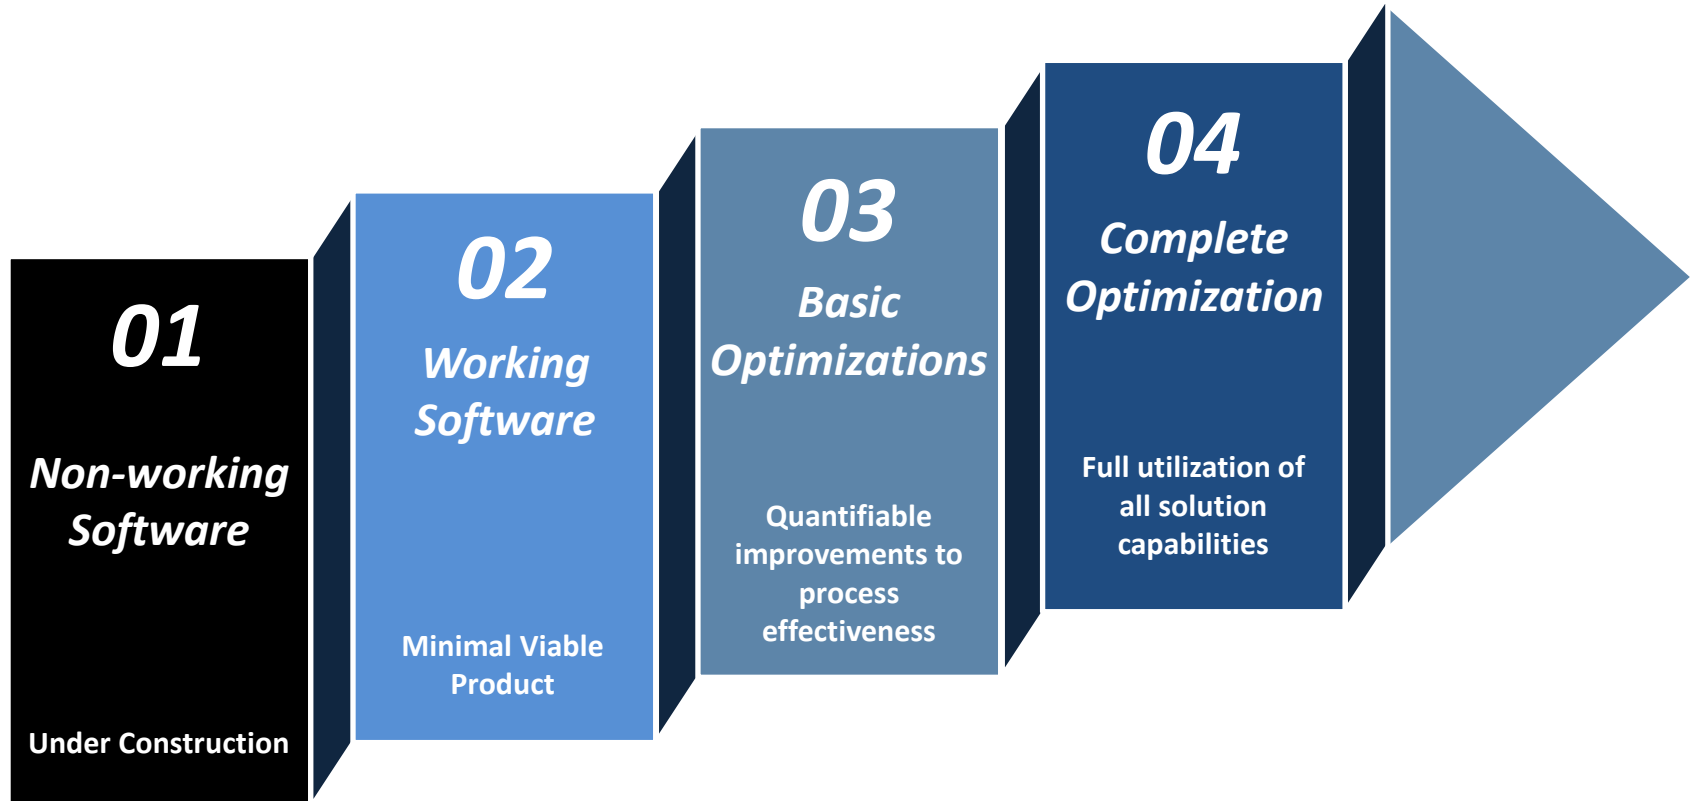 01
Non-working
Software
Under Construction
02
Working
Software
Minimal Viable
Product
03
Basic
Optimizations
Quantifiable
improvements to
process
effectiveness
04
Complete
Optimization
Full utilization of
all solution
capabilities